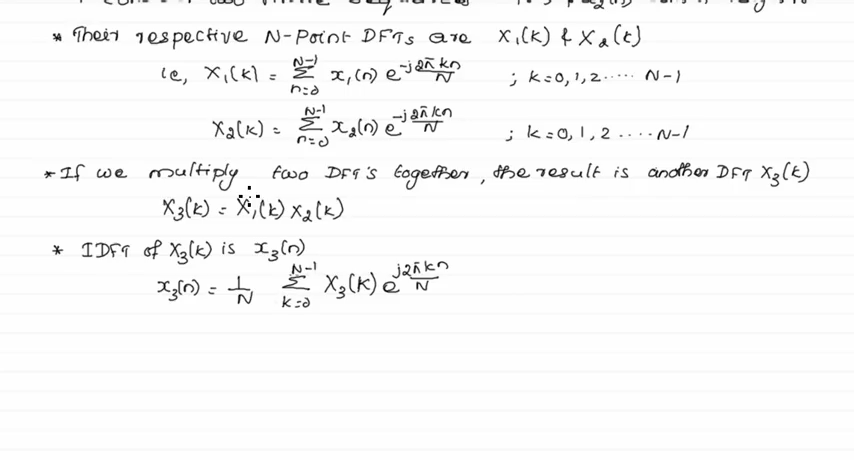 * Their respective N-Point DFTs are X₁(k) & X₂(k)
ie, X₁(k) = Σ_{n=0}^{N-1} x₁(n) e^{-j2πkn/N} ; k=0,1,2..... N-1
X₂(k) = Σ_{n=0}^{N-1} x₂(n) e^{-j2πkn/N} ; k=0,1,2....N-1
* If we multiply two DFT's together, the result is another DFT X₃(k)
X₃(k) = X₁(k) X₂(k)
* IDFT of X₃(k) is x₃(n)
x₃(n) = 1/N Σ_{k=0}^{N-1} X₃(k) e^{j2πkn/N}